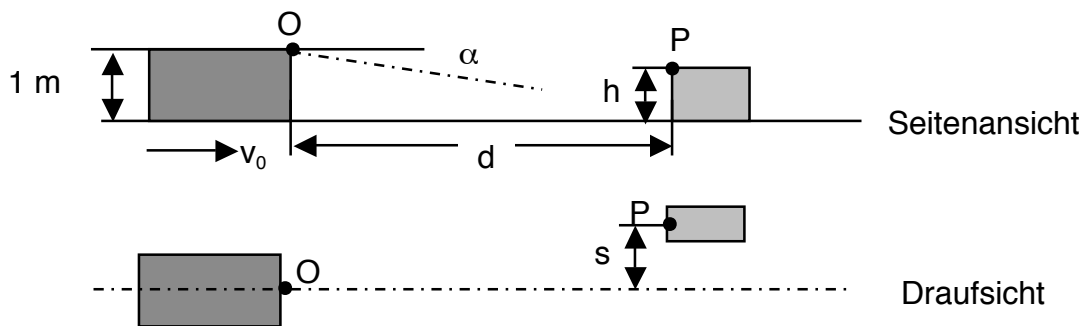 O
α
P
1 m
h
Seitenansicht
v₀
d
P
s
O
Draufsicht